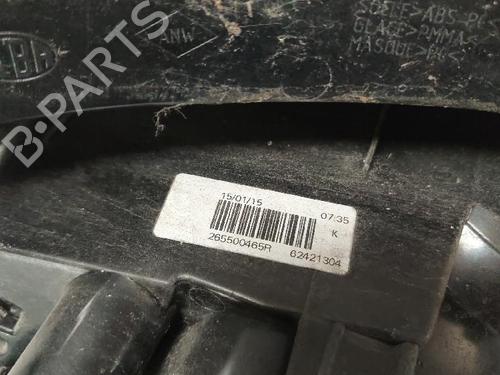 SOCLE>ABS-PC
GLACE>PMMA<
MASQUE>PC<
15/01/15 07:35
K
265500465R 62421304
B-PARTS